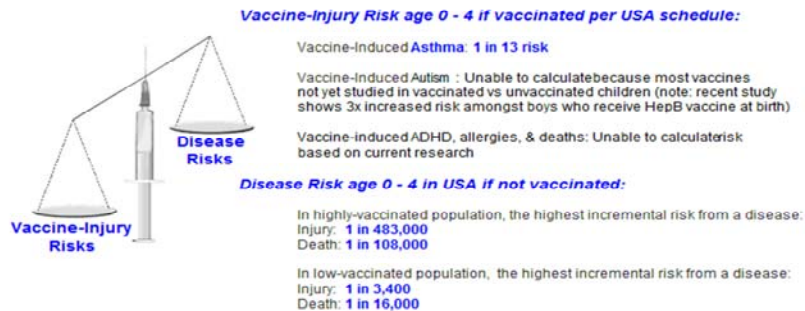 Vaccine-Injury Risk age 0 - 4 if vaccinated per USA schedule:
Vaccine-Induced Asthma: 1 in 13 risk
Vaccine-Induced Autism : Unable to calculatebecause most vaccines
not yet studied in vaccinated vs unvaccinated children (note: recent study
shows 3x increased risk amongst boys who receive HepB vaccine at birth)
Vaccine-induced ADHD, allergies, & deaths: Unable to calculaterisk
based on current research
Disease
Risks
Vaccine-Injury
Risks
Disease Risk age 0 - 4 in USA if not vaccinated:
In highly-vaccinated population, the highest incremental risk from a disease:
Injury: 1 in 483,000
Death: 1 in 108,000
In low-vaccinated population, the highest incremental risk from a disease:
Injury: 1 in 3,400
Death: 1 in 16,000